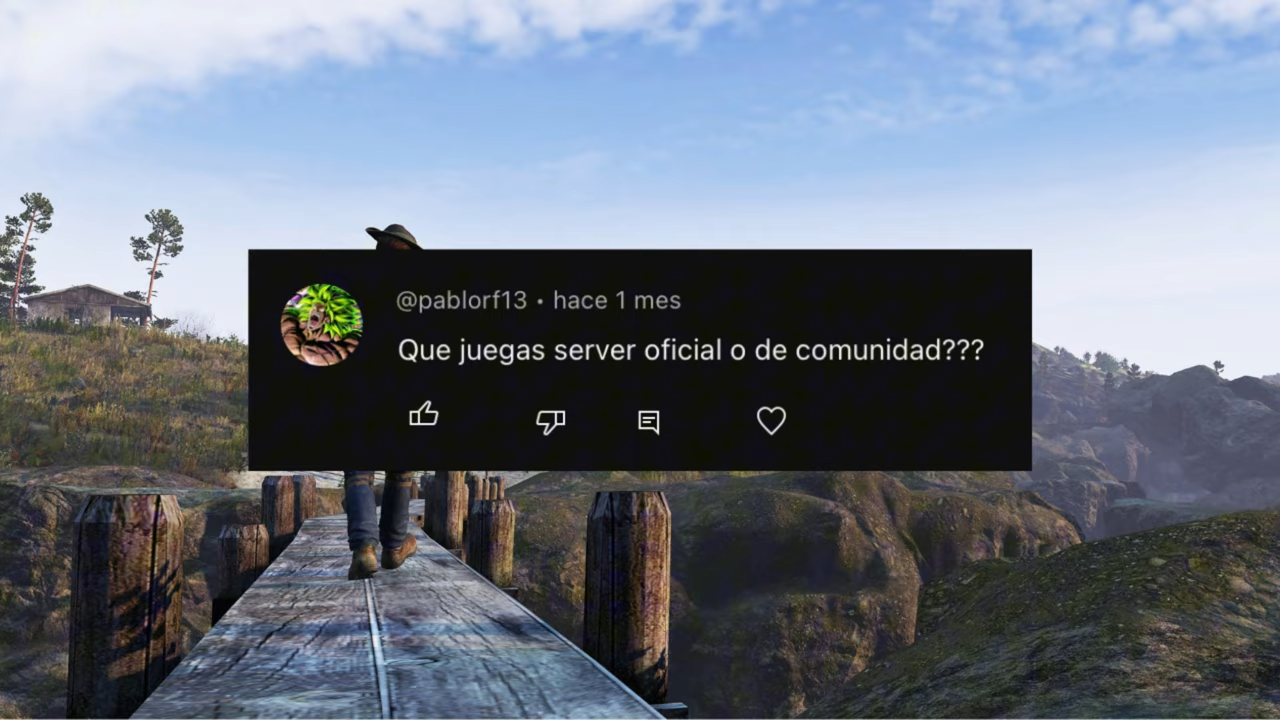 @pablorf13 • hace 1 mes
Que juegas server oficial o de comunidad???